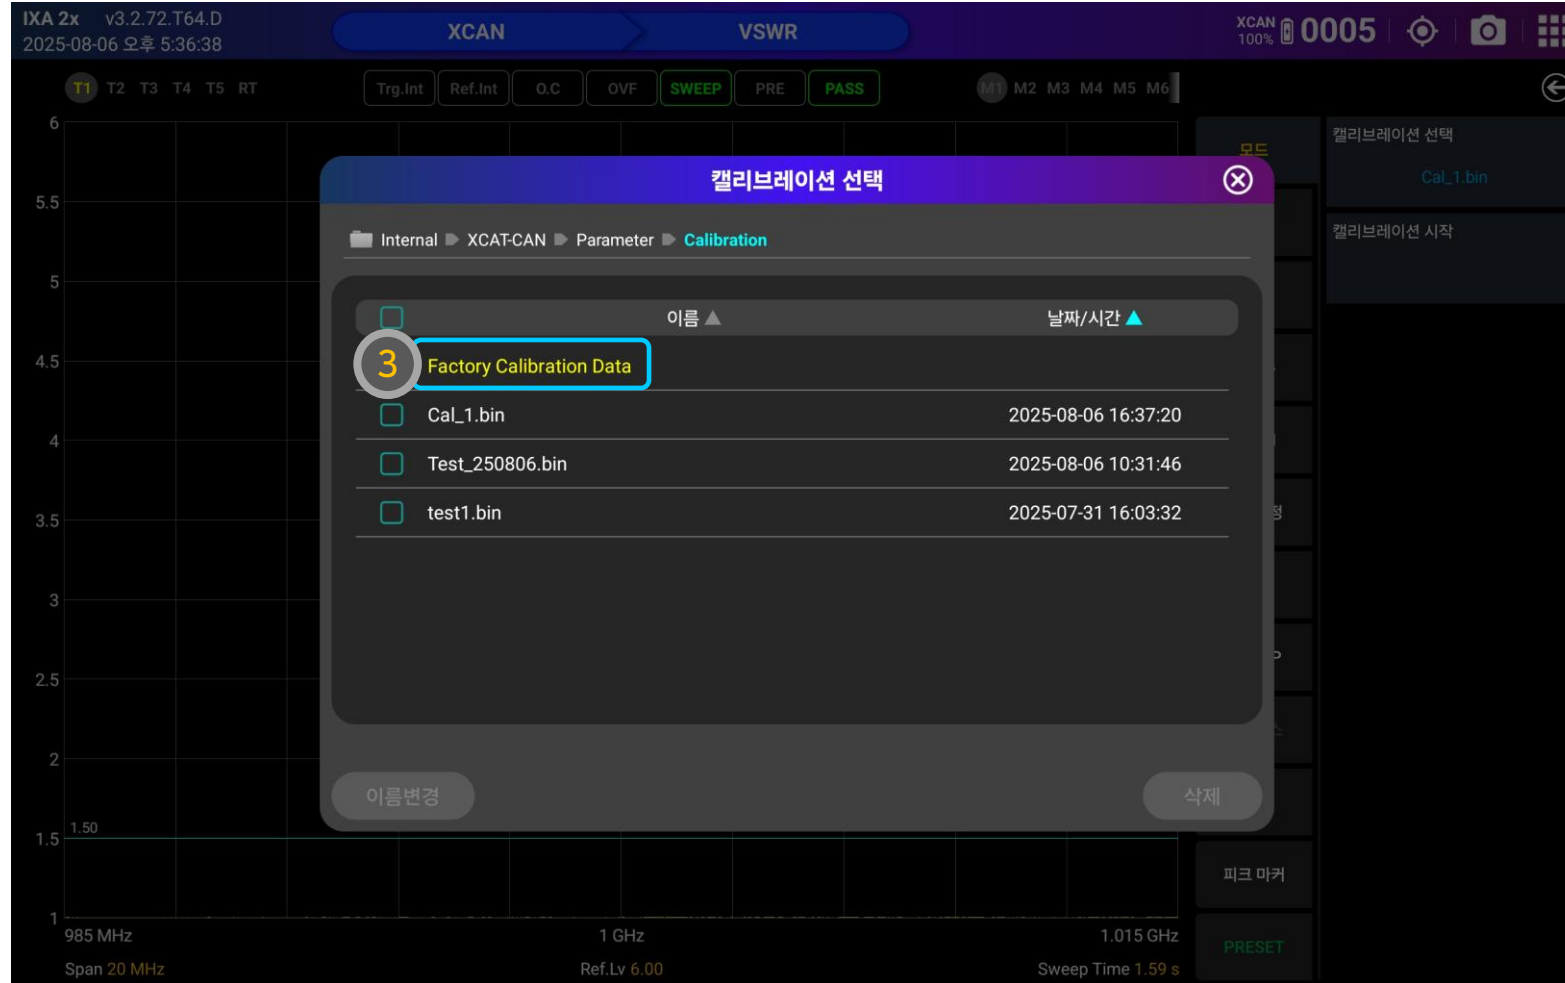 IXA 2x v3.2.72.T64.D
2025-08-06 오후 5:36:38
XCAN VSWR
XCAN 100% 0005
T1 T2 T3 T4 T5 RT
Trg.Int Ref.Int O.C OVF SWEEP PRE PASS
M1 M2 M3 M4 M5 M6
모드
캘리브레이션 선택
Cal_1.bin
캘리브레이션 시작
캘리브레이션 선택
Internal XCAT-CAN Parameter Calibration
이름 날짜/시간
3 Factory Calibration Data
Cal_1.bin 2025-08-06 16:37:20
Test_250806.bin 2025-08-06 10:31:46
test1.bin 2025-07-31 16:03:32
이름변경 삭제
6
5.5
5
4.5
4
3.5
3
2.5
2
1.50
1.5
1
피크 마커
PRESET
985 MHz 1 GHz 1.015 GHz
Span 20 MHz Ref.Lv 6.00 Sweep Time 1.59 s